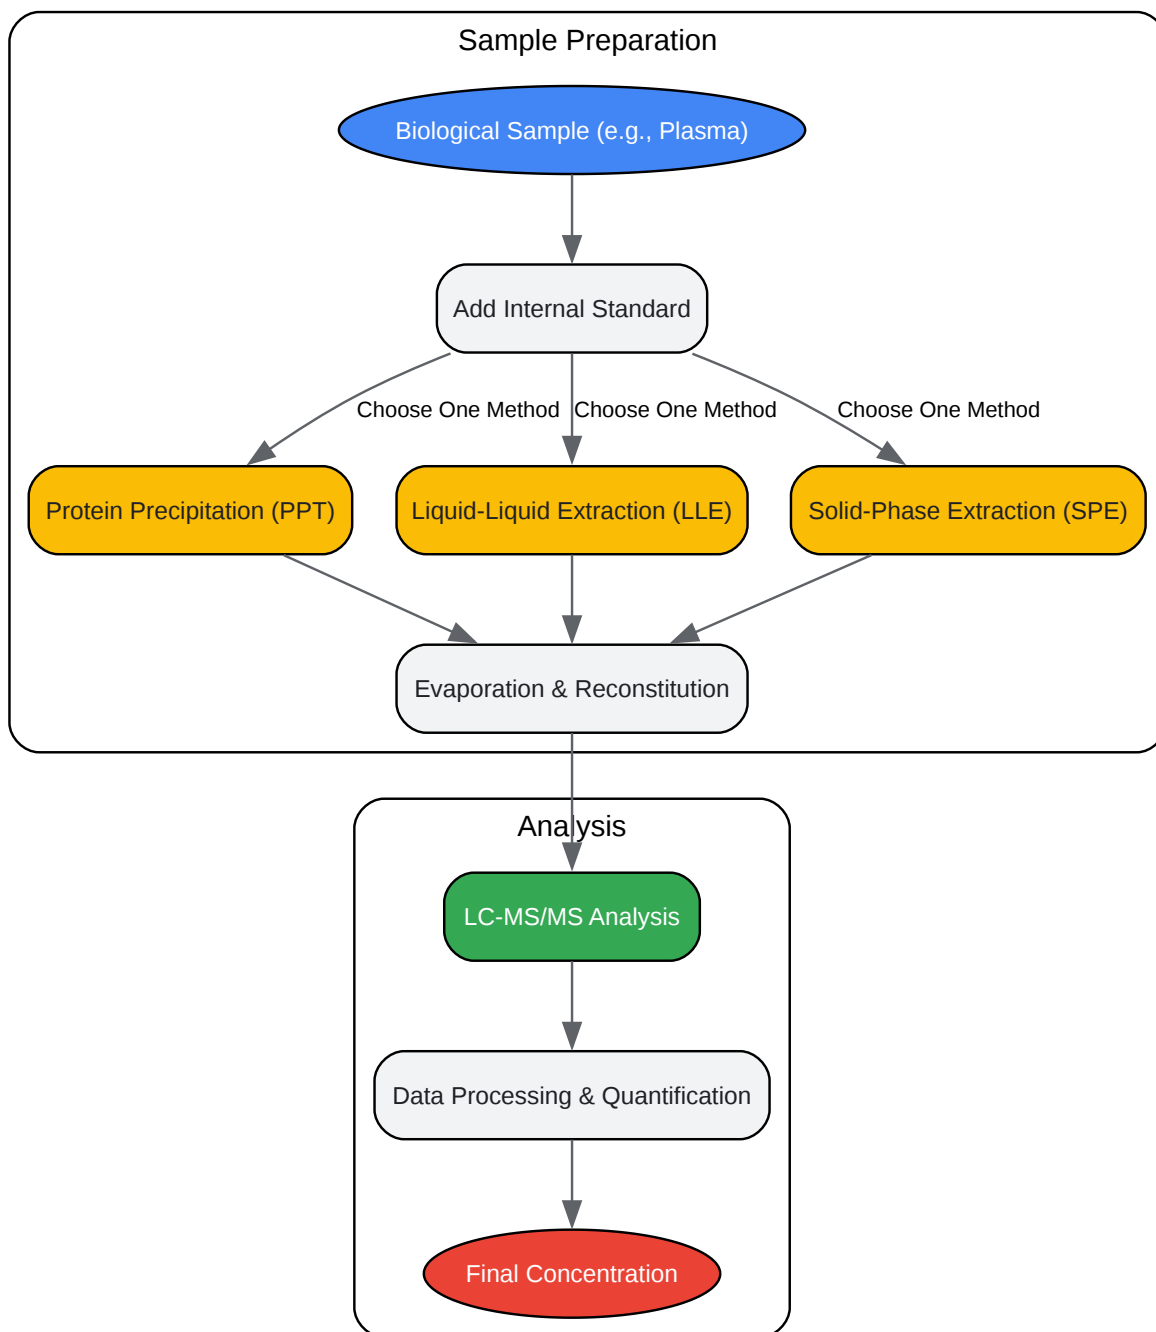 Sample Preparation
Biological Sample (e.g., Plasma)
Add Internal Standard
Choose One Method
Choose One Method
Choose One Method
Protein Precipitation (PPT)
Liquid-Liquid Extraction (LLE)
Solid-Phase Extraction (SPE)
Evaporation & Reconstitution
Analysis
LC-MS/MS Analysis
Data Processing & Quantification
Final Concentration